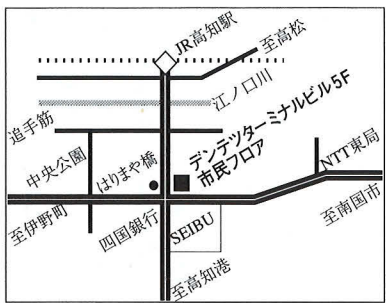 JR高知駅
至高松
江ノ口川
追手筋
デンテツターミナルビル5F
市民フロア
中央公園
はりまや橋
NTT東局
至伊野町
四国銀行
SEIBU
至南国市
至高知港